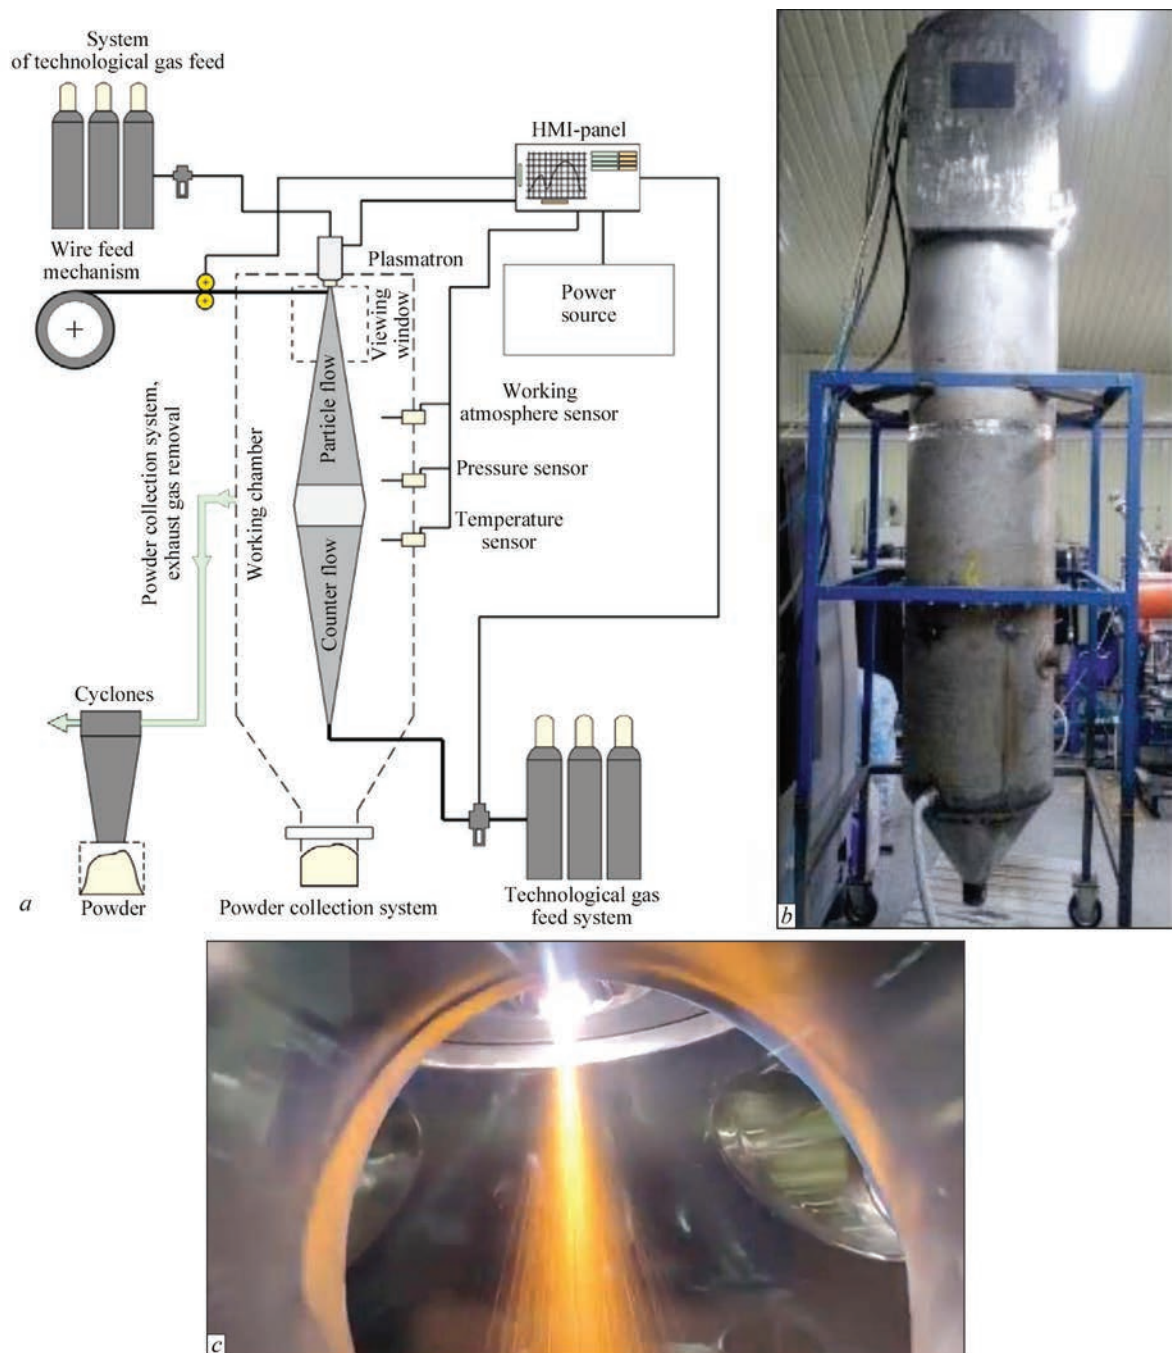 System
of technological gas feed
HMI-panel
Wire feed
mechanism
Plasmatron
Viewing
window
Power
source
Particle flow
Working
atmosphere sensor
Powder collection system,
exhaust gas removal
Working chamber
Pressure sensor
Temperature
sensor
Counter flow
Cyclones
a
Powder
Powder collection system
Technological gas
feed system
b
c